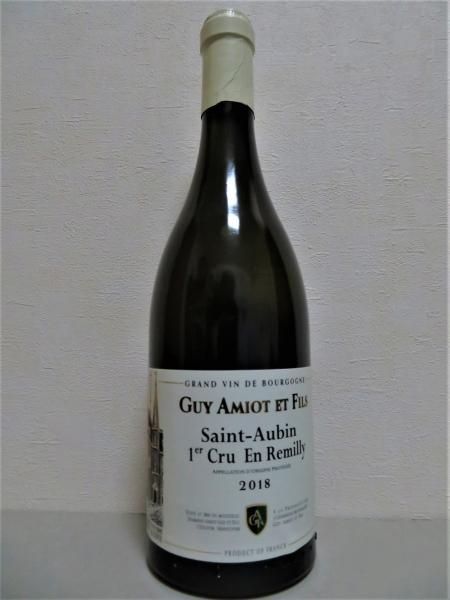 GRAND VIN DE BOURGOGNE
GUY AMIOT ET FILS
Saint-Aubin
1er Cru En Remilly
APPELLATION D'ORIGINE PROTÉGÉE
2018
PRODUCT OF FRANCE